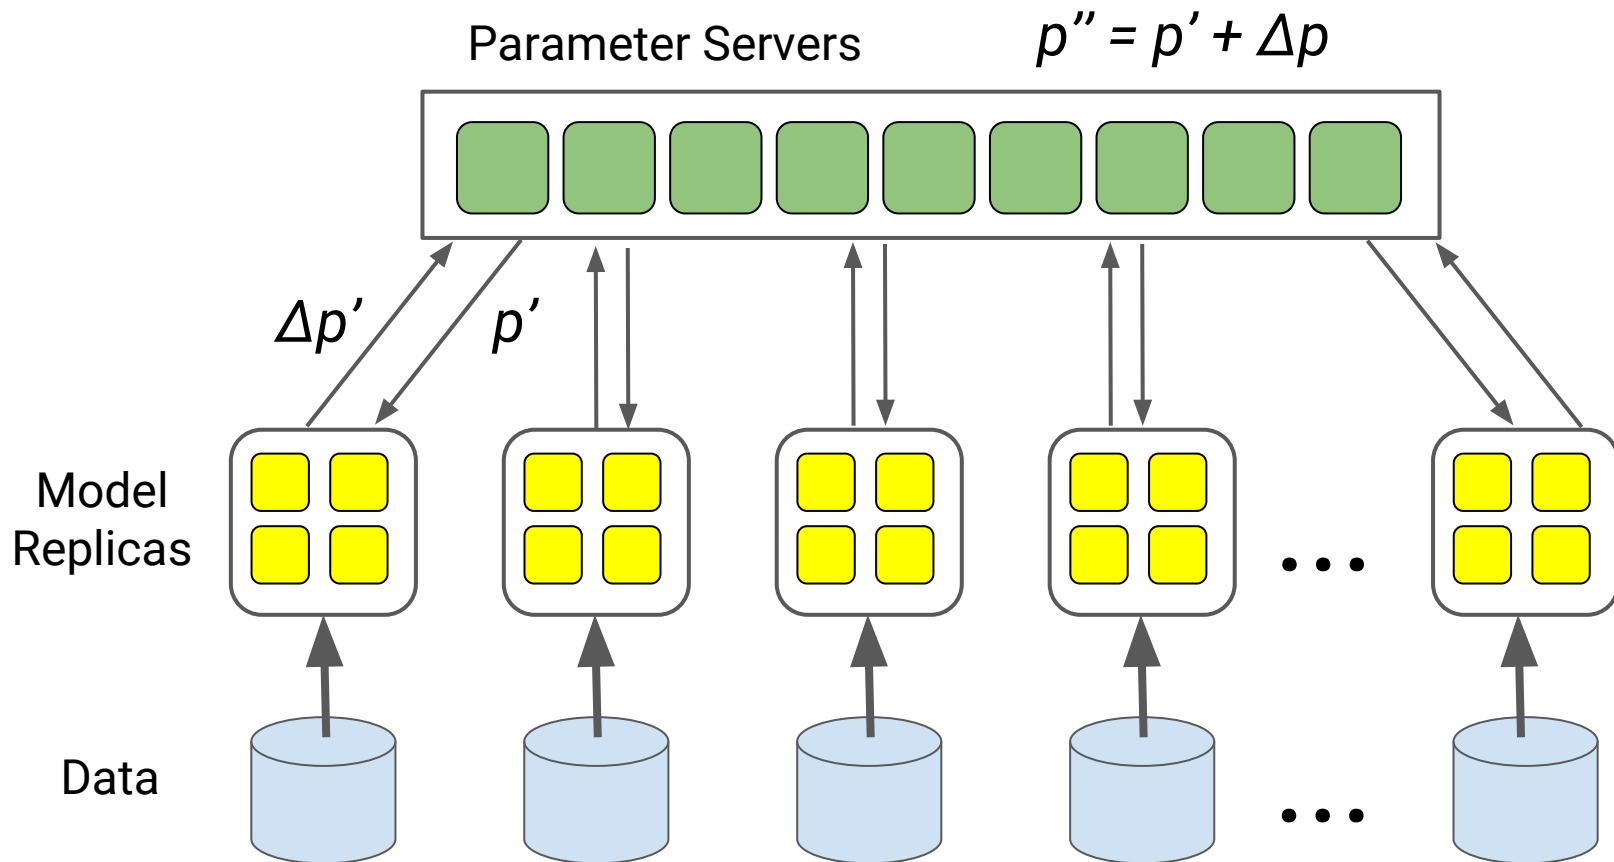 Parameter Servers
p’’ = p’ + Δp
Δp’
p’
Model
Replicas
...
Data
...